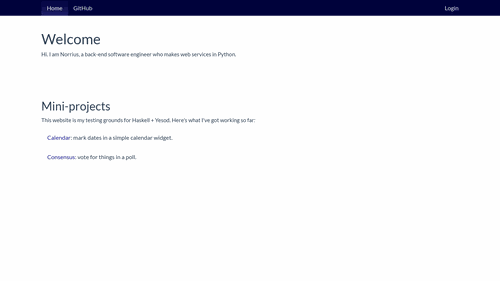 Home GitHub Login
Welcome
Hi, I am Norrius, a back-end software engineer who makes web services in Python.
Mini-projects
This website is my testing grounds for Haskell + Yesod. Here's what I've got working so far:
Calendar: mark dates in a simple calendar widget.
Consensus: vote for things in a poll.